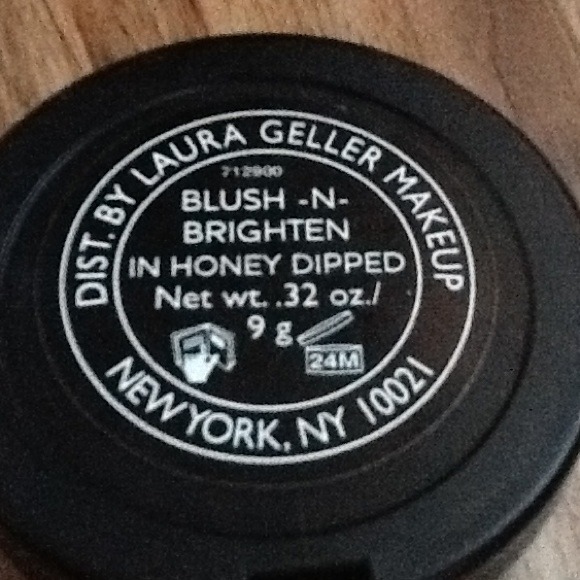 DIST. BY LAURA GELLER MAKEUP
712900
BLUSH -N-
BRIGHTEN
IN HONEY DIPPED
Net wt. .32 oz./
9 g
24M
NEW YORK, NY 10021